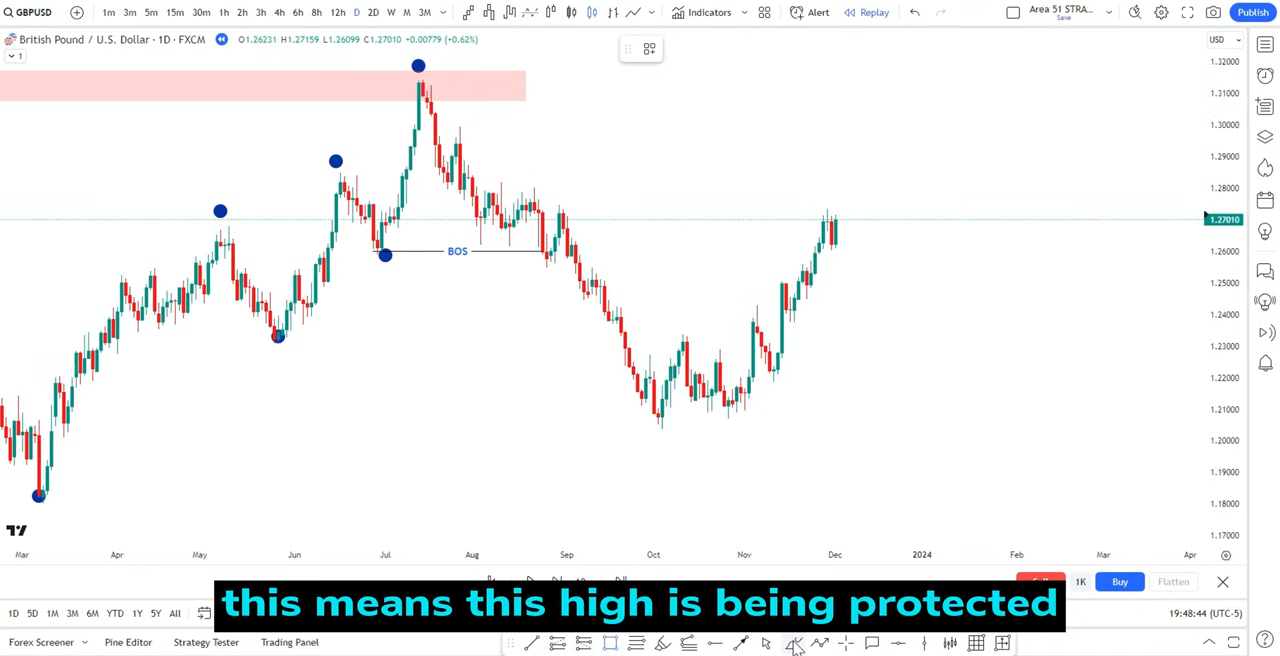 GBPUSD 1m 3m 5m 15m 30m 1h 2h 3h 4h 6h 8h 12h D 2D W M 3M Indicators Alert Replay Area 51 STRA... Save Publish
British Pound / U.S. Dollar · 1D · FXCM O1.26231 H1.27159 L1.26099 C1.27010 +0.00779 (+0.62%) USD
1
1.32000
1.31000
1.30000
1.29000
1.28000
1.27010
1.26000
1.25000
1.24000
1.23000
1.22000
1.21000
1.20000
1.19000
1.18000
1.17000
BOS
Mar Apr May Jun Jul Aug Sep Oct Nov Dec 2024 Feb Mar Apr
1K Buy Flatten
this means this high is being protected
1D 5D 1M 3M 6M YTD 1Y 5Y All 19:48:44 (UTC-5)
Forex Screener Pine Editor Strategy Tester Trading Panel